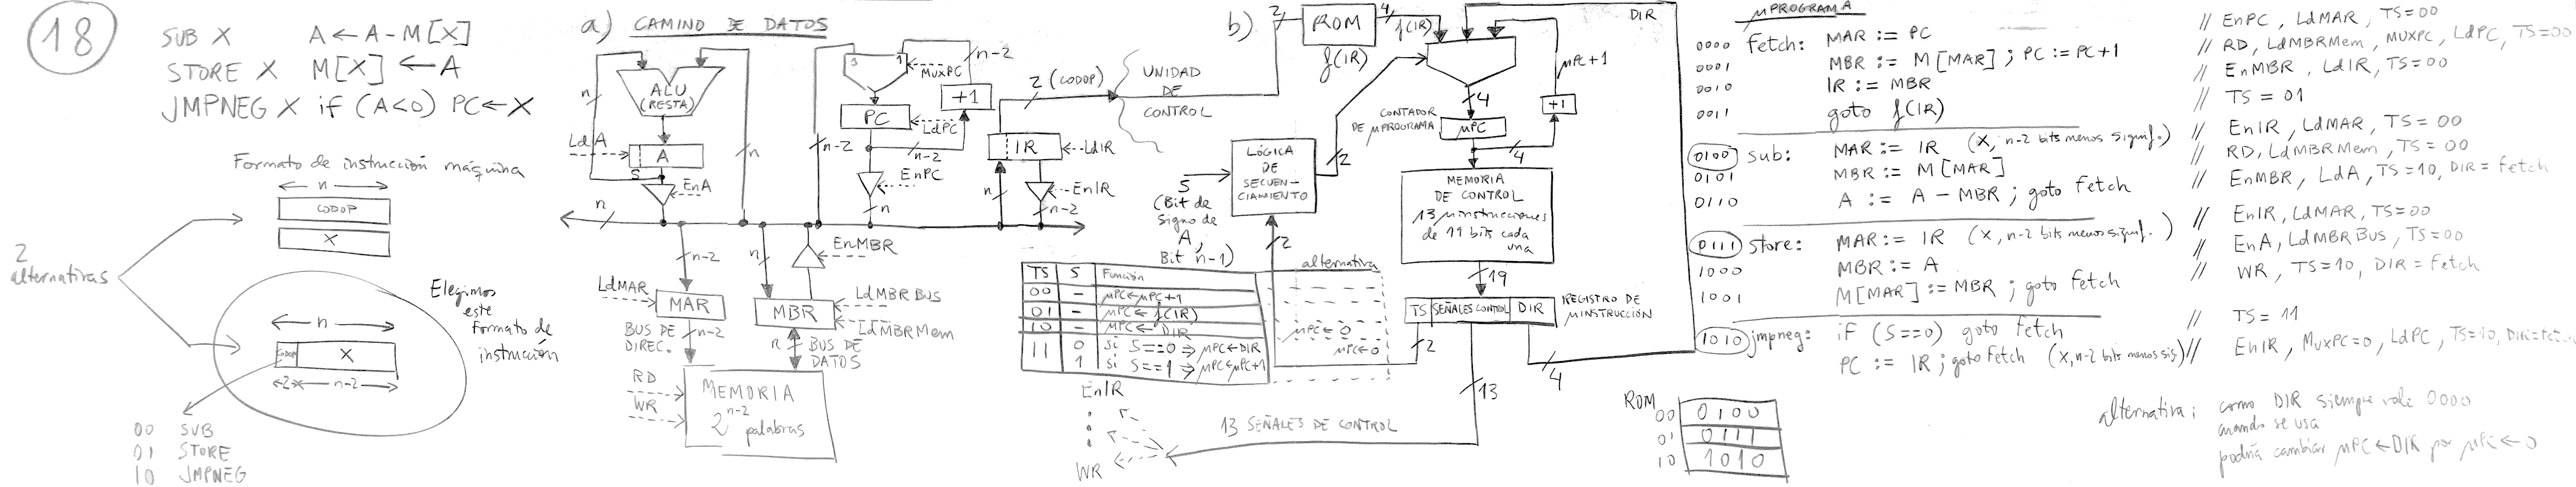 18
SUB X A ← A - M[X]
STORE X M[X] ← A
JMPNEG X if (A<0) PC ← X
Formato de instrucción máquina
n
CODOP
X
2
alternativas
Elegimos
este
formato de
instrucción
n
CODOP X
2 n-2
00 SUB
01 STORE
10 JMPNEG
a) CAMINO DE DATOS
ALU
(RESTA)
n
n
LdA
A
S
EnA
n
3 1
n-2
MUXPC
+1
PC
LdPC
n-2
n-2
EnPC
n
2 (CODOP)
UNIDAD
DE
CONTROL
IR
LdIR
n
EnIR
n-2
n-2
n
EnMBR
LdMAR
MAR
MBR
LdMBRBUS
LdMBRMem
BUS DE
DIREC.
n-2
n
BUS DE
DATOS
RD
WR
MEMORIA
2^n-2
palabras
b)
2
ROM
f(IR)
4
f(IR)
DIR
μPC+1
+1
4
CONTADOR
DE μPROGRAMA
μPC
4
LÓGICA
DE
SECUEN-
CIAMIENTO
2
S
(Bit de
signo de
A,
Bit n-1)
2
MEMORIA
DE CONTROL
13 μinstrucciones
de 19 bits cada
una
19
TS SEÑALES CONTROL DIR
REGISTRO DE
μINSTRUCCIÓN
2
13
4
TS S Función
alternativa
00 - μPC←μPC+1
01 - μPC← f(IR)
10 - μPC← DIR μPC←0
11 0 si S==0 ⇒ μPC←DIR μPC←0
1 si S==1 ⇒ μPC←μPC+1
EnIR
WR
13 SEÑALES DE CONTROL
ROM
00 0100
01 0111
10 1010
μPROGRAMA
0000 fetch: MAR := PC // EnPC, LdMAR, TS=00
0001 MBR := M[MAR]; PC := PC+1 // RD, LdMBRMem, MUXPC, LdPC, TS=00
0010 IR := MBR // EnMBR, LdIR, TS=00
0011 goto f(IR) // TS = 01
0100 sub: MAR := IR (X, n-2 bits menos signif.) // EnIR, LdMAR, TS=00
0101 MBR := M[MAR] // RD, LdMBRMem, TS=00
0110 A := A - MBR; goto fetch // EnMBR, LdA, TS=10, DIR=fetch
0111 store: MAR := IR (X, n-2 bits menos signif.) // EnIR, LdMAR, TS=00
1000 MBR := A // EnA, LdMBRBUS, TS=00
1001 M[MAR] := MBR; goto fetch // WR, TS=10, DIR=fetch
1010 jmpneg: if (S==0) goto fetch // TS=11
PC := IR; goto fetch (X, n-2 bits menos sig.) // EnIR, MuxPC=0, LdPC, TS=10,
alternativa: como DIR siempre vale 0000
cuando se usa
podría cambiar μPC←DIR por μPC←0